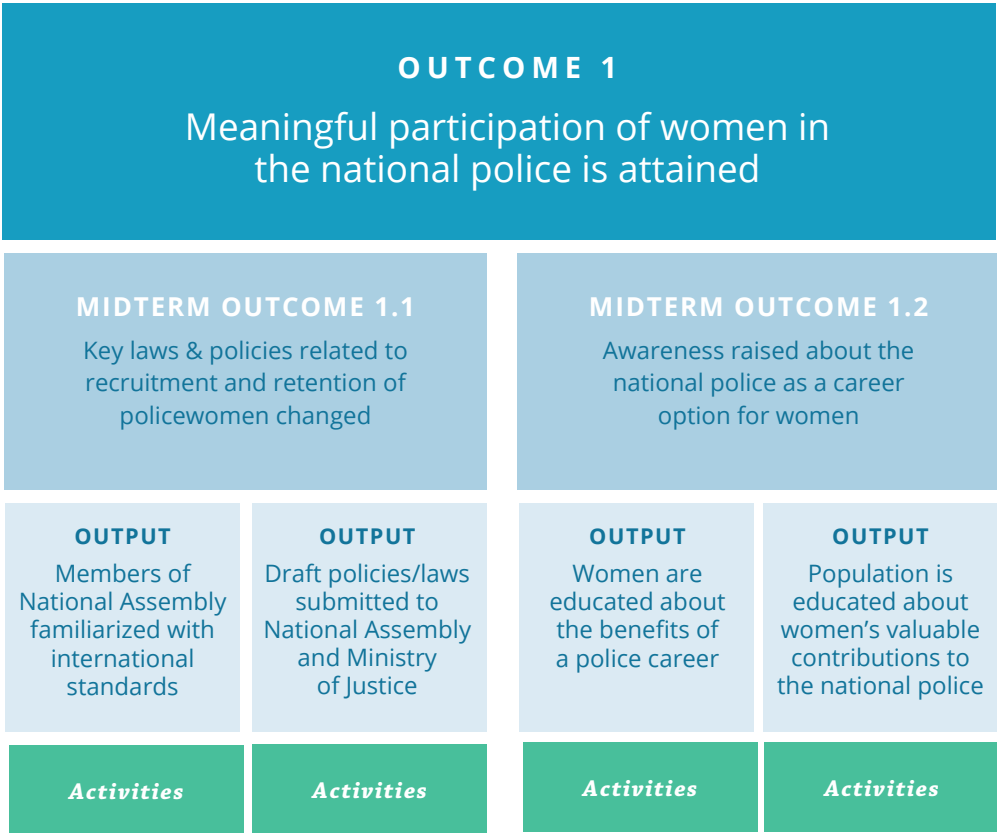 OUTCOME 1
Meaningful participation of women in
the national police is attained
MIDTERM OUTCOME 1.1
Key laws & policies related to
recruitment and retention of
policewomen changed
MIDTERM OUTCOME 1.2
Awareness raised about the
national police as a career
option for women
OUTPUT
Members of
National Assembly
familiarized with
international
standards
OUTPUT
Draft policies/laws
submitted to
National Assembly
and Ministry
of Justice
OUTPUT
Women are
educated about
the benefits of
a police career
OUTPUT
Population is
educated about
women’s valuable
contributions to
the national police
Activities
Activities
Activities
Activities